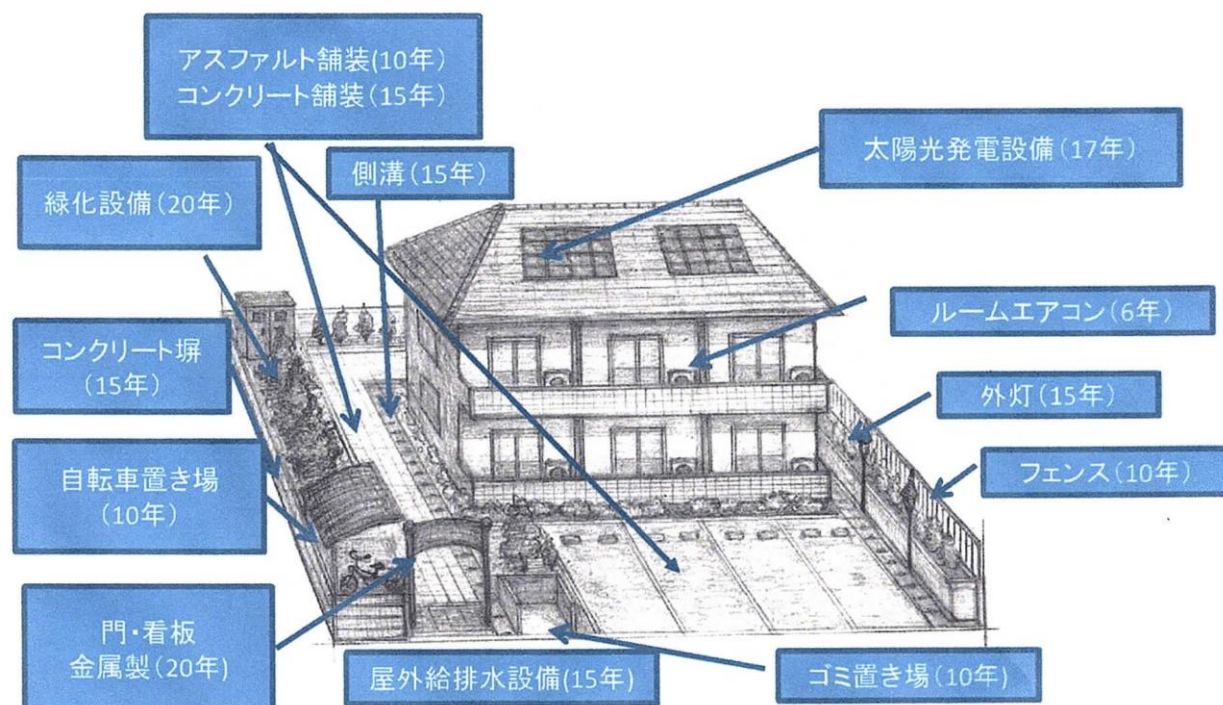 アスファルト舗装(10年)
コンクリート舗装(15年)
太陽光発電設備(17年)
側溝(15年)
緑化設備(20年)
ルームエアコン(6年)
コンクリート塀
(15年)
外灯(15年)
自転車置き場
(10年)
フェンス(10年)
門・看板
金属製(20年)
屋外給排水設備(15年)
ゴミ置き場(10年)